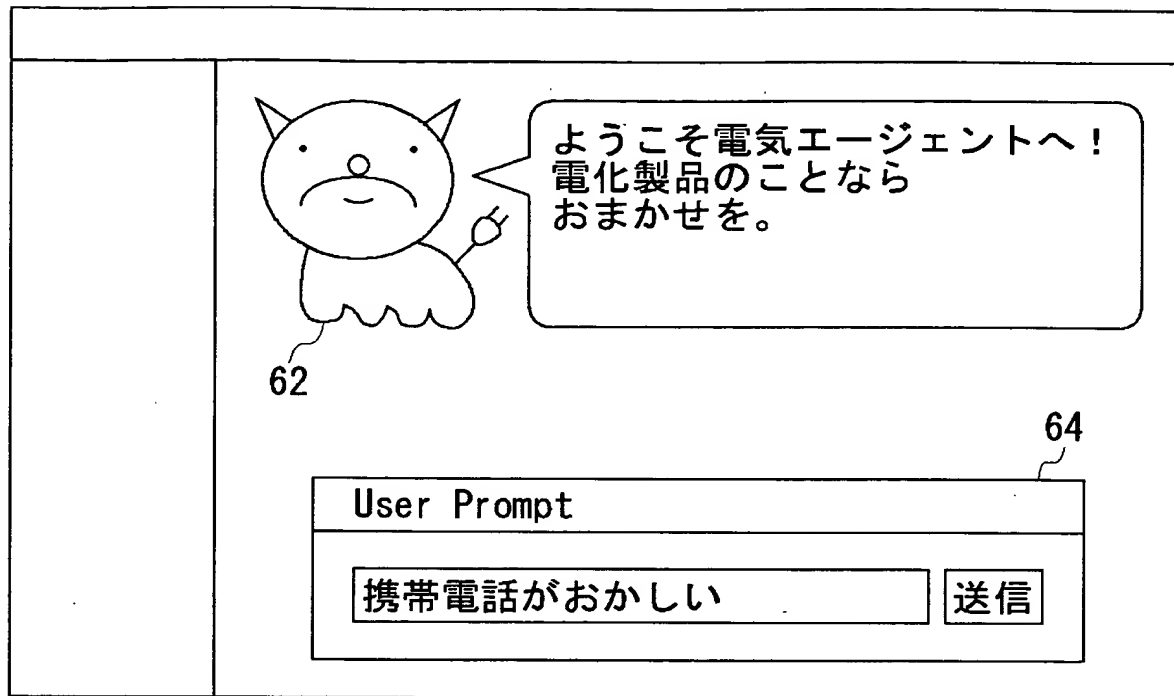 ようこそ電気エージェントへ！
電化製品のことなら
おまかせを。
62
64
User Prompt
携帯電話がおかしい
送信